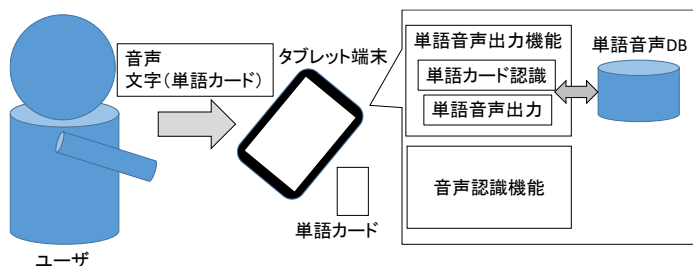 音声
文字(単語カード)
タブレット端末
単語音声出力機能
単語カード認識
単語音声出力
単語音声DB
音声認識機能
単語カード
ユーザ